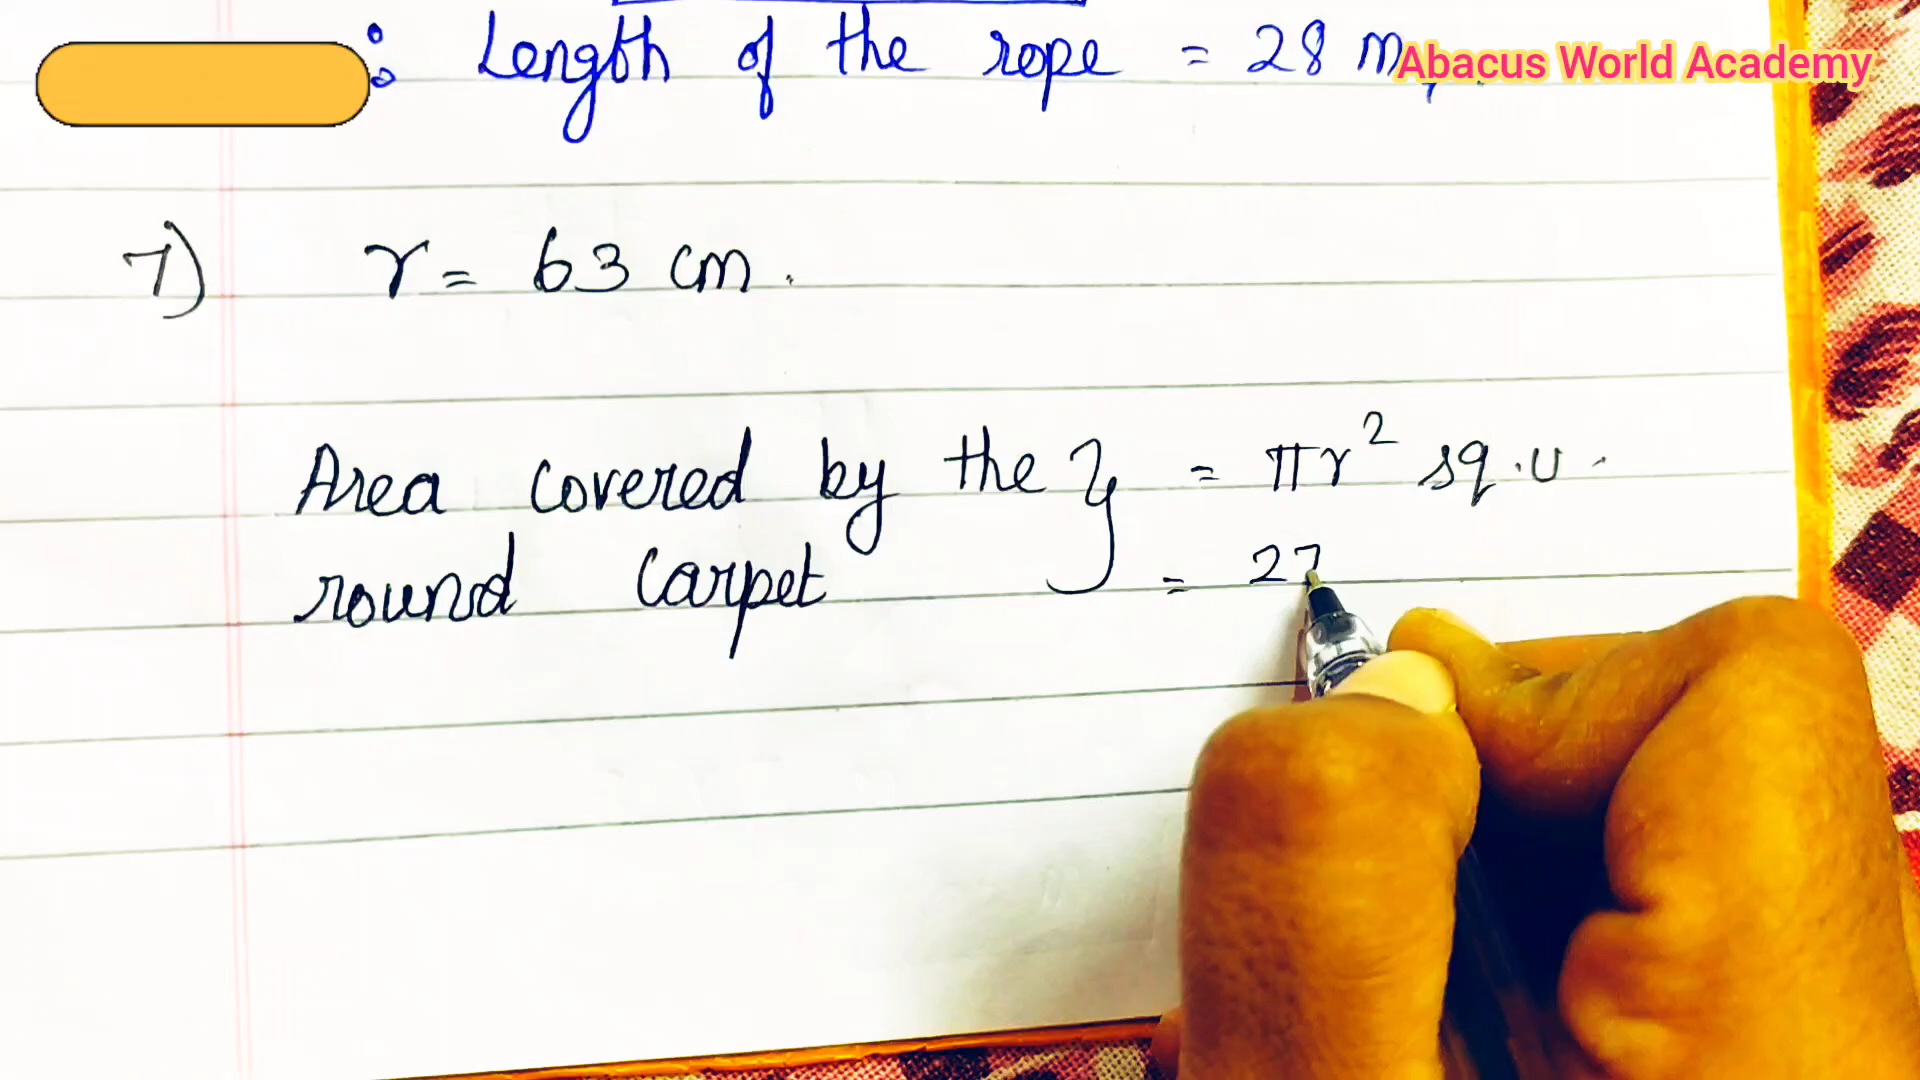 : Length of the rope = 28 m
Abacus World Academy
7) r = 63 cm.
Area covered by the } = πr² sq.u.
round carpet = 22